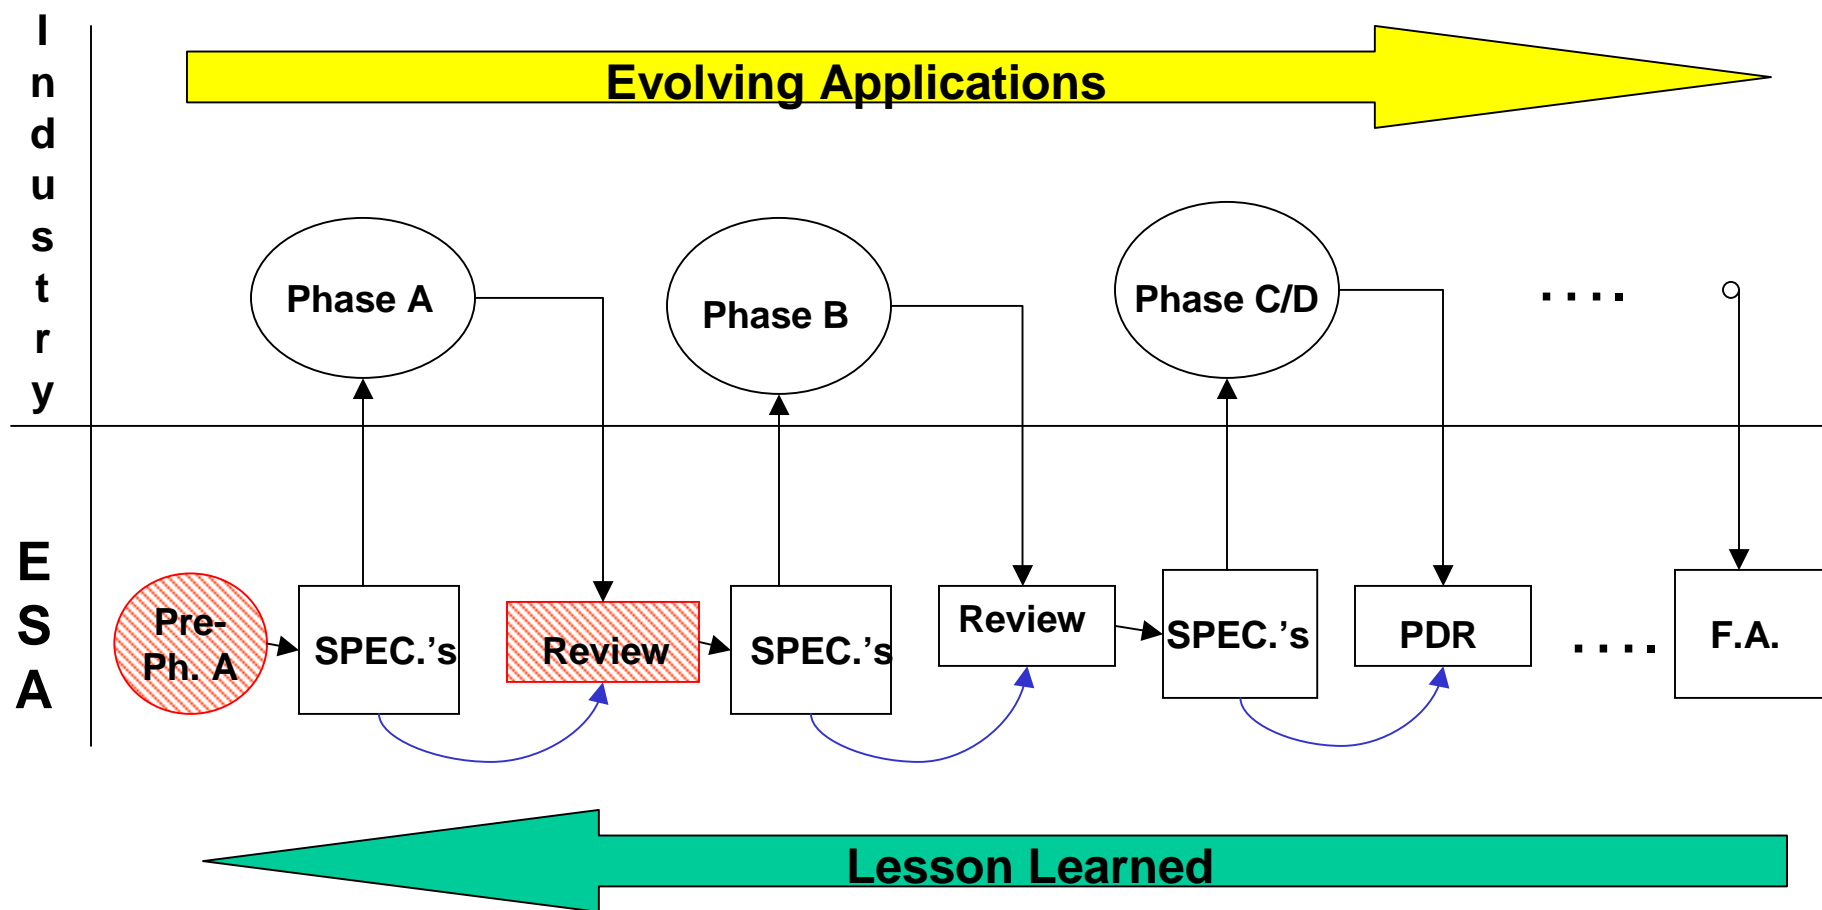 Industry
Evolving Applications
Phase A
Phase B
Phase C/D
....
ESA
Pre-
Ph. A
SPEC.'s
Review
SPEC.'s
Review
SPEC.'s
PDR
....
F.A.
Lesson Learned